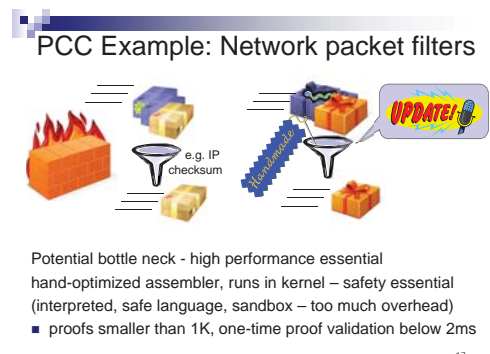 PCC Example: Network packet filters
e.g. IP
checksum
Handmade
UPDATE!
Potential bottle neck - high performance essential
hand-optimized assembler, runs in kernel – safety essential
(interpreted, safe language, sandbox – too much overhead)
proofs smaller than 1K, one-time proof validation below 2ms
17